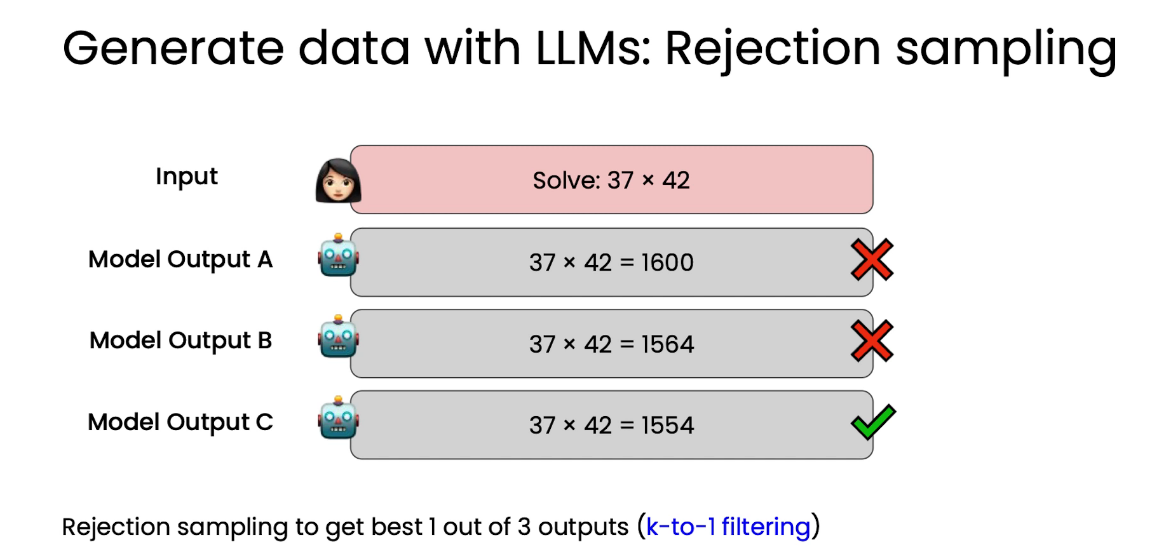 Generate data with LLMs: Rejection sampling
Input
Solve: 37 × 42
Model Output A
37 × 42 = 1600
Model Output B
37 × 42 = 1564
Model Output C
37 × 42 = 1554
Rejection sampling to get best 1 out of 3 outputs (k-to-1 filtering)